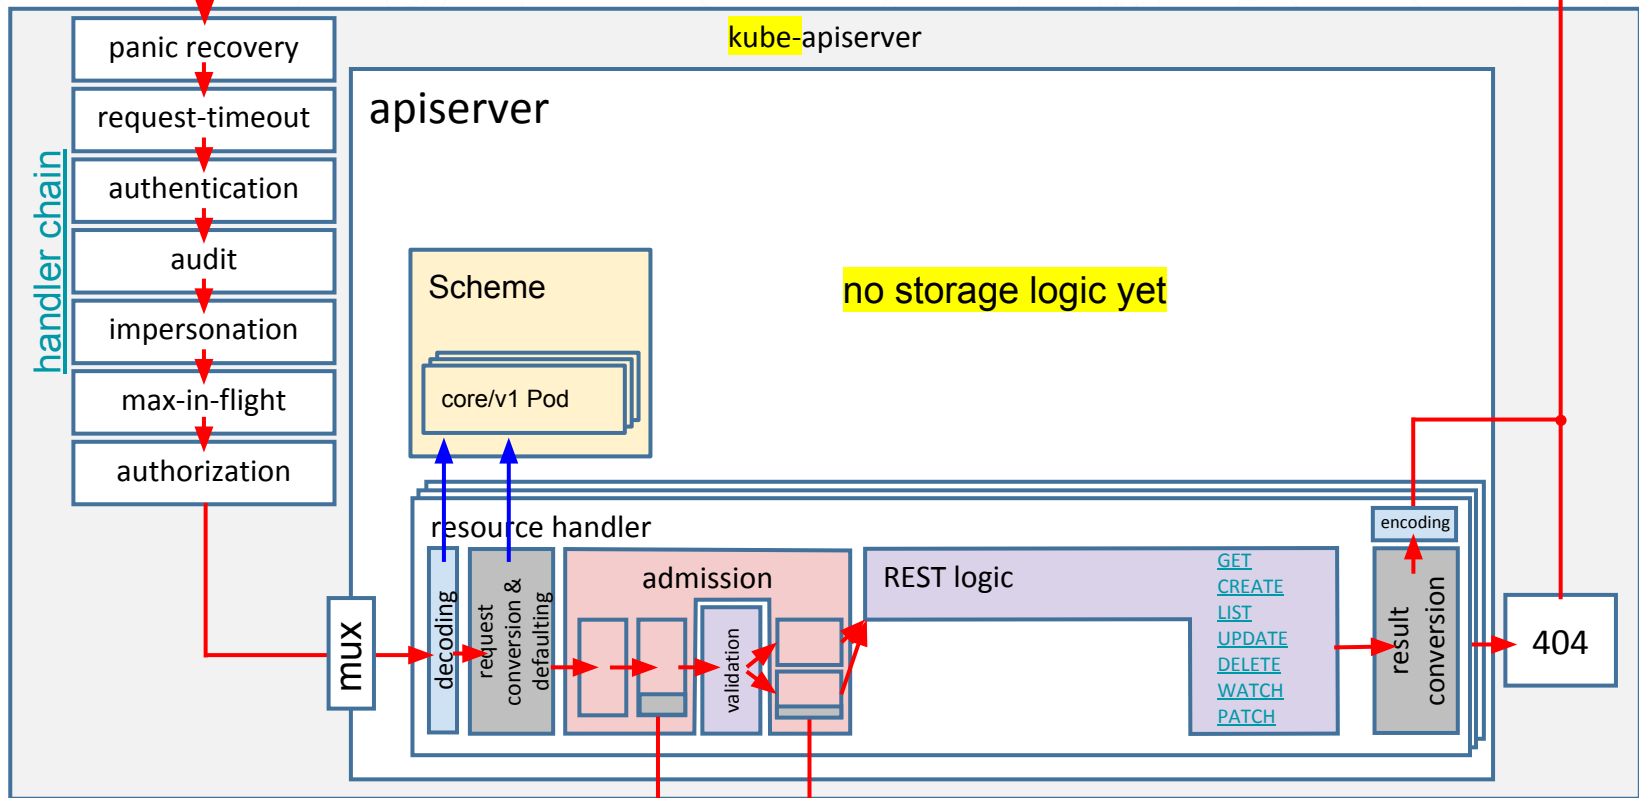 kube-apiserver
handler chain
panic recovery
request-timeout
authentication
audit
impersonation
max-in-flight
authorization
apiserver
Scheme
core/v1 Pod
no storage logic yet
mux
resource handler
decoding
request
conversion &
defaulting
admission
validation
REST logic
GET
CREATE
LIST
UPDATE
DELETE
WATCH
PATCH
encoding
result
conversion
404